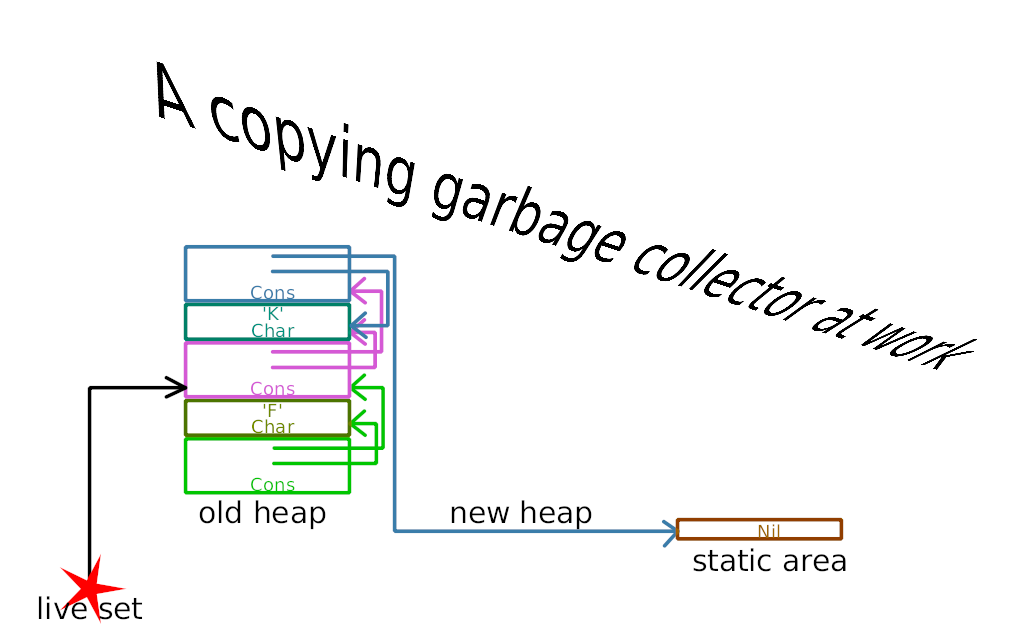 A copying garbage collector at work
Cons
'K'
Char
Cons
'F'
Char
Cons
old heap
new heap
Nil
static area
live set